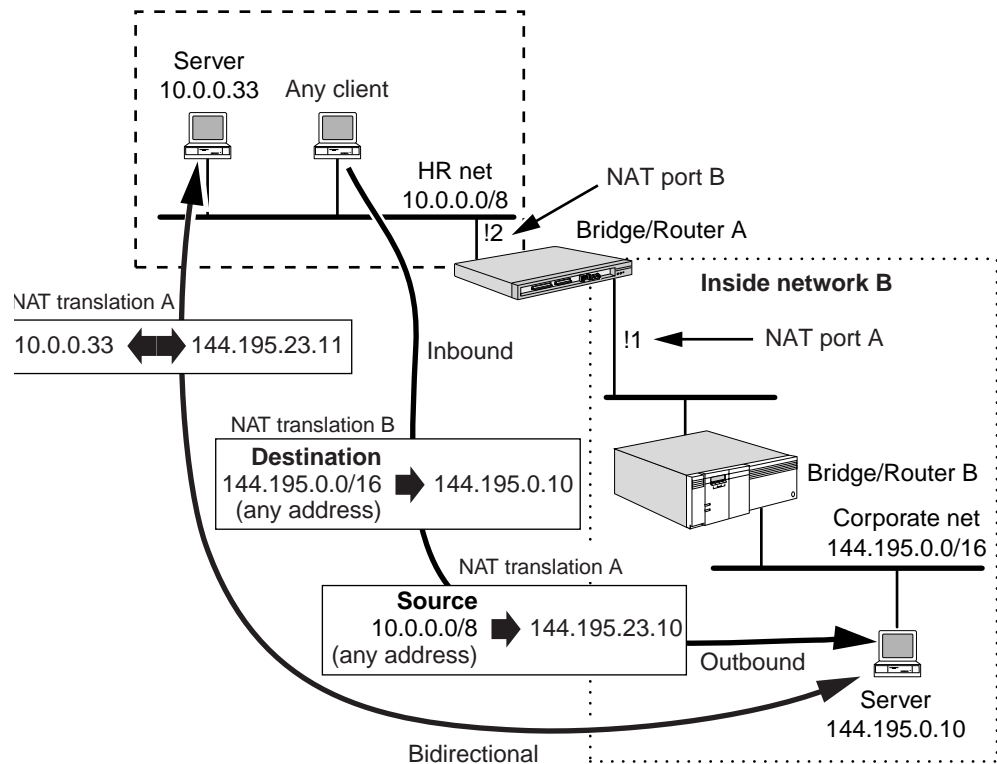 Server
10.0.0.33
Any client
HR net
10.0.0.0/8
NAT port B
!2
Bridge/Router A
Inside network B
NAT translation A
10.0.0.33
144.195.23.11
Inbound
!1
NAT port A
NAT translation B
Destination
144.195.0.0/16
144.195.0.10
(any address)
Bridge/Router B
Corporate net
144.195.0.0/16
NAT translation A
Source
10.0.0.0/8
144.195.23.10
(any address)
Outbound
Server
144.195.0.10
Bidirectional